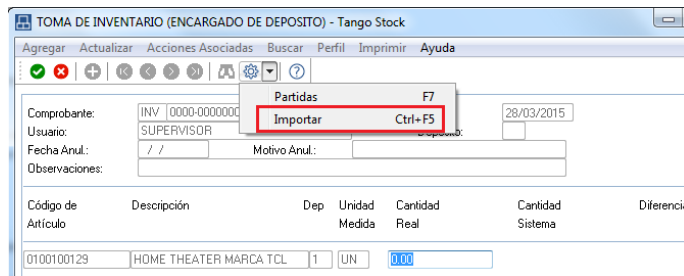 TOMA DE INVENTARIO (ENCARGADO DE DEPOSITO) - Tango Stock
Agregar Actualizar Acciones Asociadas Buscar Perfil Imprimir Ayuda
Partidas F7
Importar Ctrl+F5
Comprobante: INV 0000-0000000 28/03/2015
Usuario: SUPERVISOR
Fecha Anul.: / / Motivo Anul.:
Observaciones:
Código de Descripción Dep Unidad Cantidad Cantidad Diferencia
Artículo Medida Real Sistema
0100100129 HOME THEATER MARCA TCL 1 UN 0.00